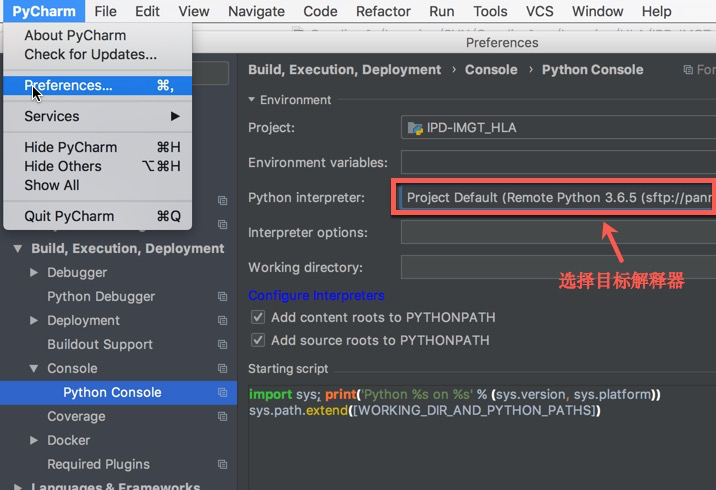 PyCharm File Edit View Navigate Code Refactor Run Tools VCS Window Help
About PyCharm
Check for Updates...
Preferences... ⌘,
Services ▶
Hide PyCharm ⌘H
Hide Others ⌥⌘H
Show All
Quit PyCharm ⌘Q
Build, Execution, Deployment
Debugger
Python Debugger
Deployment
Buildout Support
Console
Python Console
Coverage
Docker
Required Plugins
Languages & Frameworks
Preferences
Build, Execution, Deployment › Console › Python Console For
Environment
Project: IPD-IMGT_HLA
Environment variables:
Python interpreter: Project Default (Remote Python 3.6.5 (sftp://panr
Interpreter options:
Working directory:
选择目标解释器
Configure Interpreters
Add content roots to PYTHONPATH
Add source roots to PYTHONPATH
Starting script
import sys; print('Python %s on %s' % (sys.version, sys.platform))
sys.path.extend([WORKING_DIR_AND_PYTHON_PATHS])